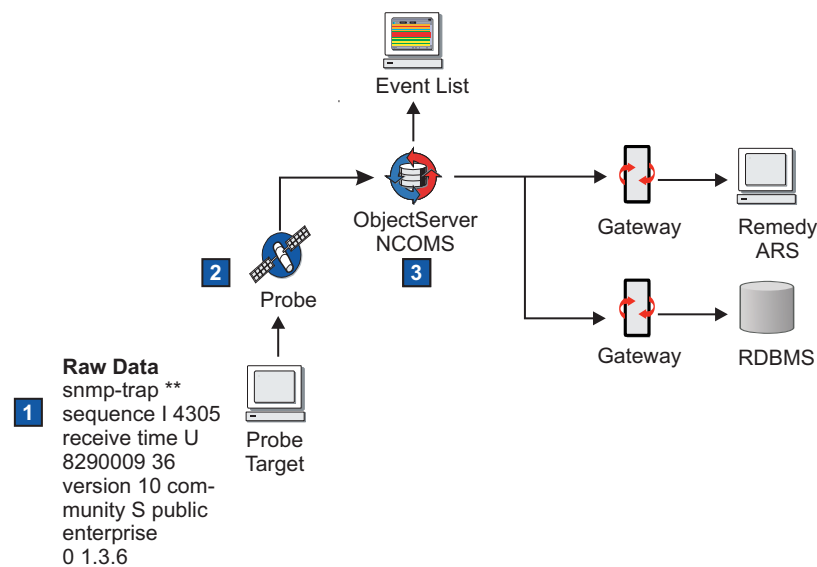 Event List
ObjectServer
NCOMS
3
Gateway
Remedy
ARS
2
Probe
Gateway
RDBMS
1
Raw Data
snmp-trap **
sequence I 4305
receive time U
8290009 36
version 10 com-
munity S public
enterprise
0 1.3.6
Probe
Target